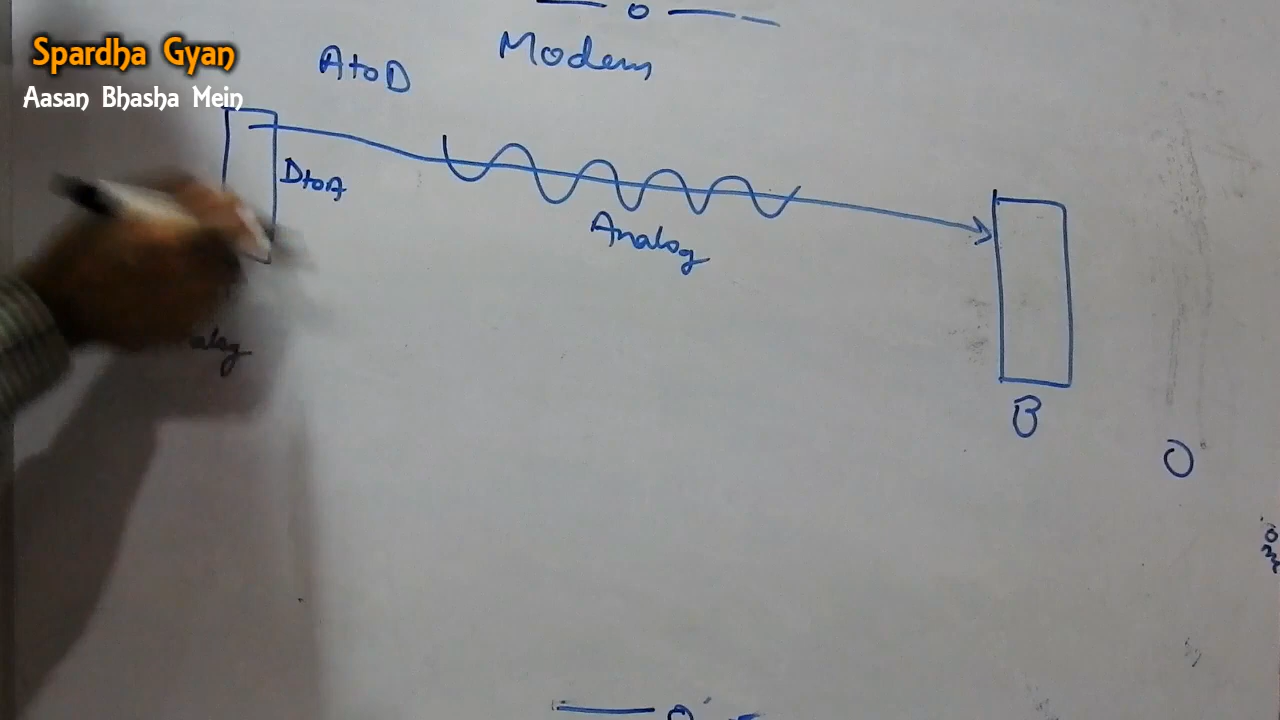 Spardha Gyan
Aasan Bhasha Mein
Modem
A to D
D to A
Analog
B